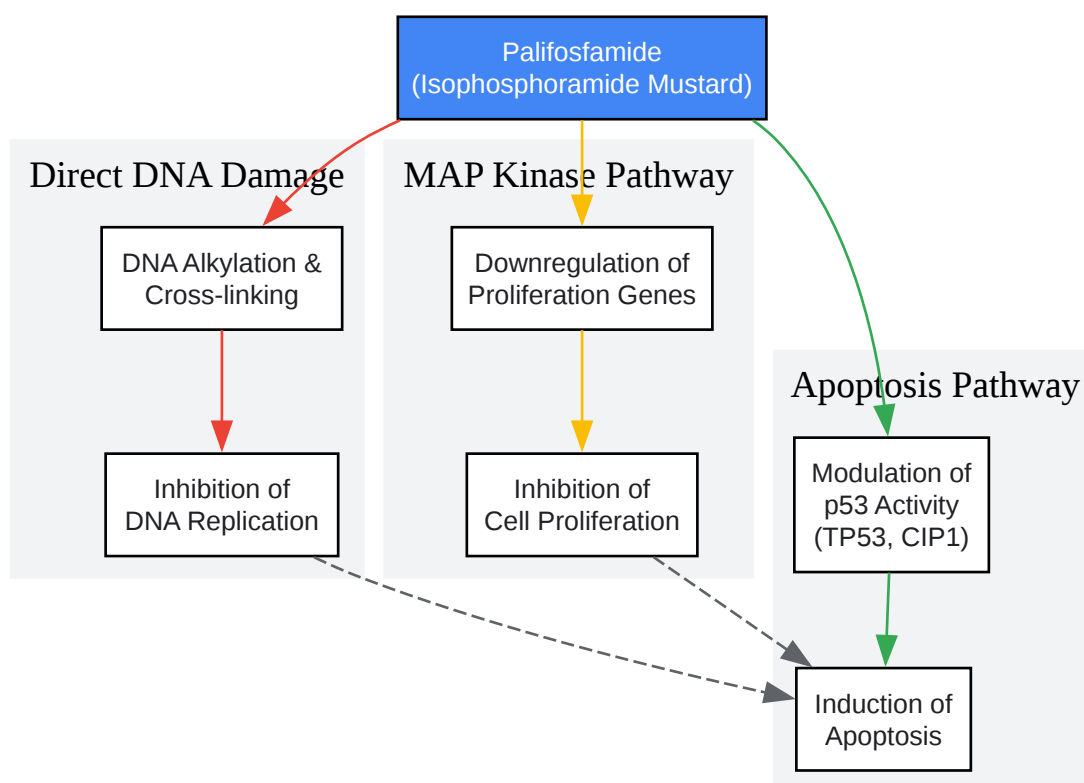 Palifosfamide
(Isophosphoramide Mustard)
Direct DNA Damage
MAP Kinase Pathway
DNA Alkylation &
Cross-linking
Downregulation of
Proliferation Genes
Apoptosis Pathway
Inhibition of
DNA Replication
Inhibition of
Cell Proliferation
Modulation of
p53 Activity
(TP53, CIP1)
Induction of
Apoptosis